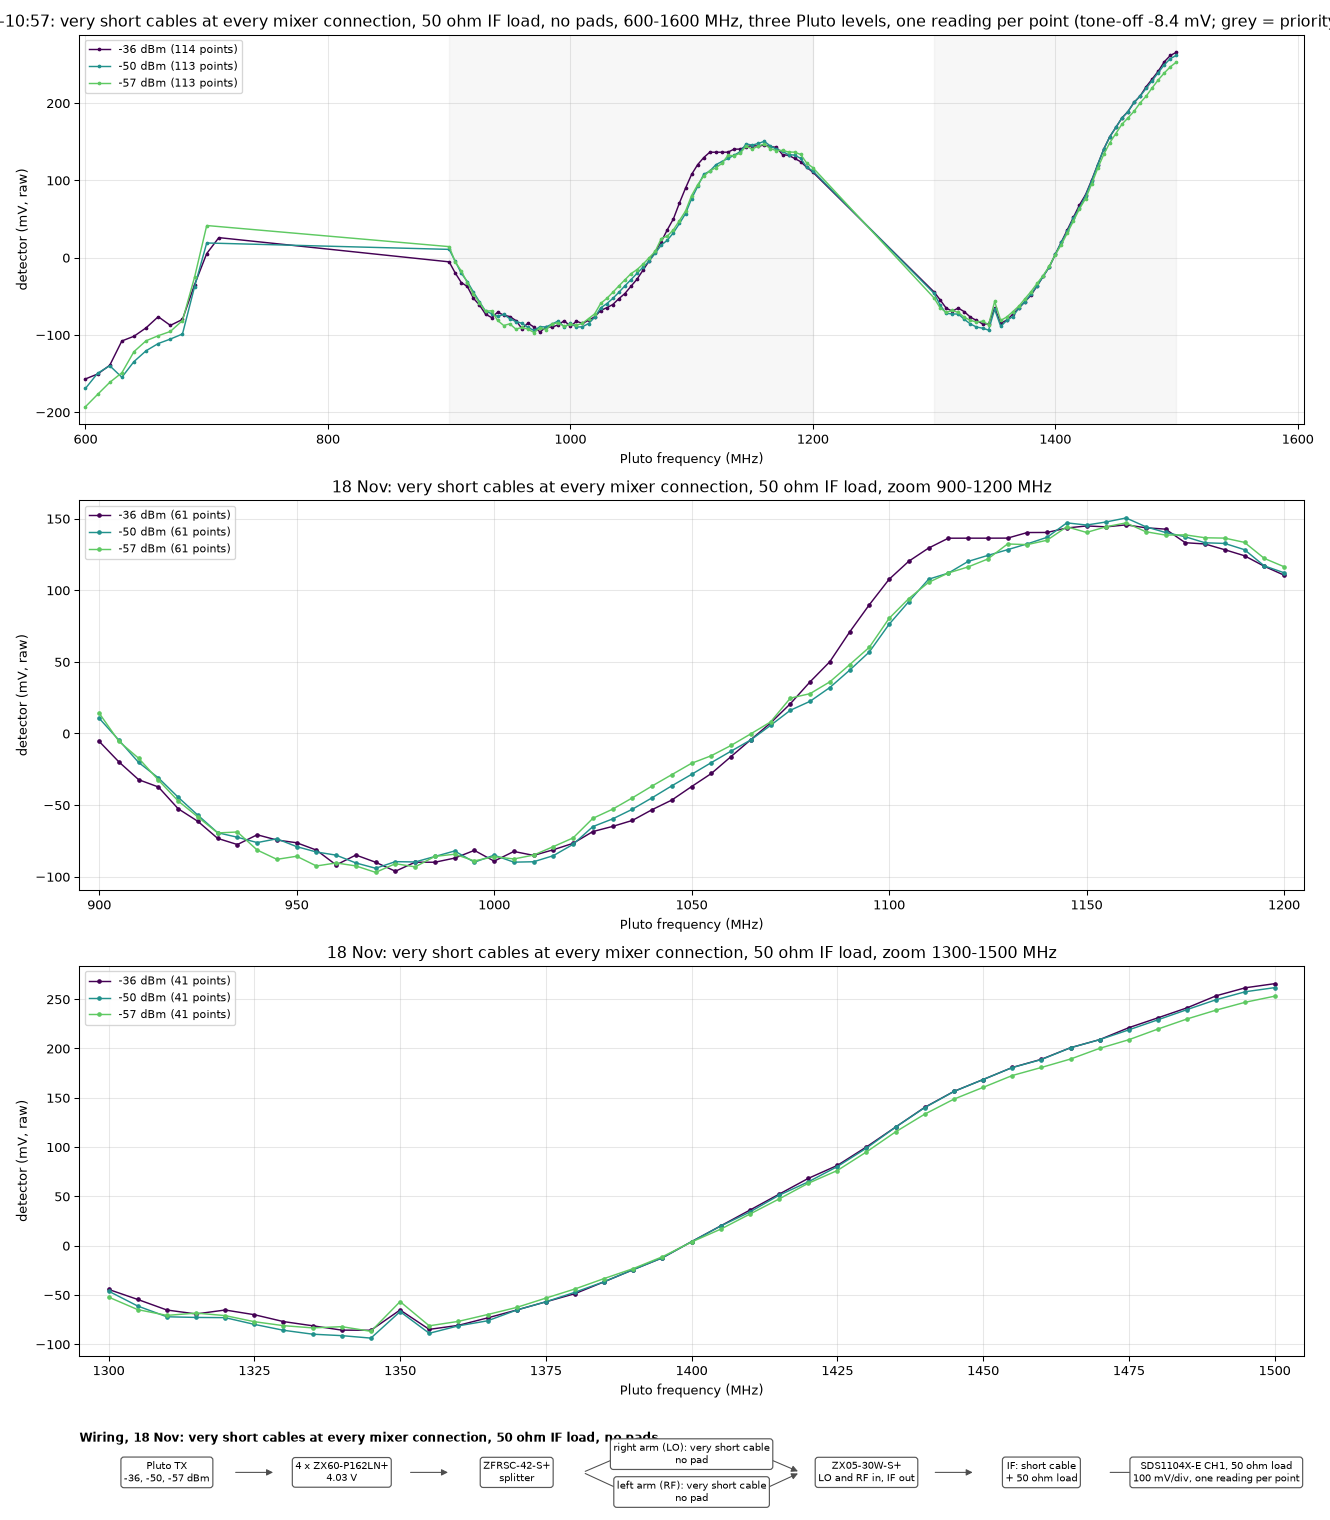 -10:57: very short cables at every mixer connection, 50 ohm IF load, no pads, 600-1600 MHz, three Pluto levels, one reading per point (tone-off -8.4 mV; grey = priority
-36 dBm (114 points)
-50 dBm (113 points)
-57 dBm (113 points)
detector (mV, raw)
200
100
0
−100
−200
600
800
1000
1200
1400
1600
Pluto frequency (MHz)
18 Nov: very short cables at every mixer connection, 50 ohm IF load, zoom 900-1200 MHz
-36 dBm (61 points)
-50 dBm (61 points)
-57 dBm (61 points)
detector (mV, raw)
150
100
50
0
−50
−100
900
950
1000
1050
1100
1150
1200
Pluto frequency (MHz)
18 Nov: very short cables at every mixer connection, 50 ohm IF load, zoom 1300-1500 MHz
-36 dBm (41 points)
-50 dBm (41 points)
-57 dBm (41 points)
detector (mV, raw)
250
200
150
100
50
0
−50
−100
1300
1325
1350
1375
1400
1425
1450
1475
1500
Pluto frequency (MHz)
Wiring, 18 Nov: very short cables at every mixer connection, 50 ohm IF load, no pads
Pluto TX
-36, -50, -57 dBm
4 x ZX60-P162LN+
4.03 V
ZFRSC-42-S+
splitter
right arm (LO): very short cable
no pad
left arm (RF): very short cable
no pad
ZX05-30W-S+
LO and RF in, IF out
IF: short cable
+ 50 ohm load
SDS1104X-E CH1, 50 ohm load
100 mV/div, one reading per point